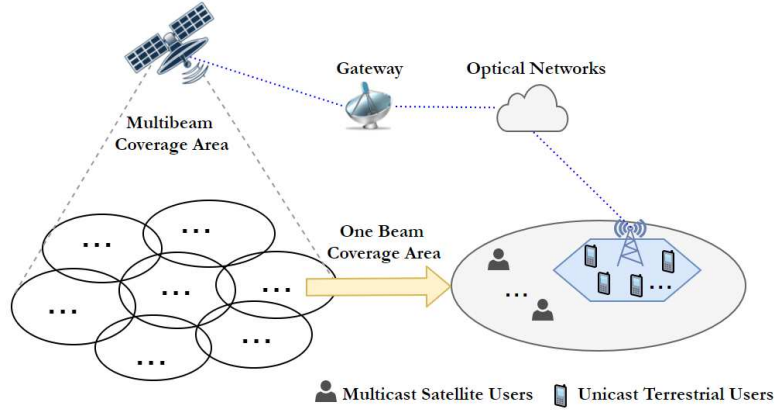 Gateway
Optical Networks
Multibeam
Coverage Area
...
...
One Beam
Coverage Area
...
...
...
...
...
...
...
Multicast Satellite Users
Unicast Terrestrial Users